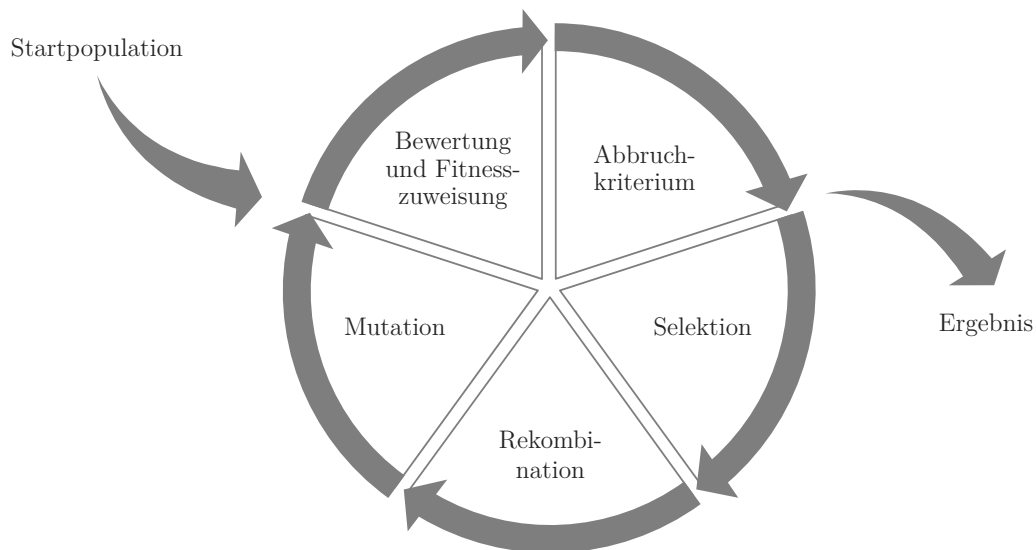 Startpopulation
Bewertung
und Fitness-
zuweisung
Abbruch-
kriterium
Mutation
Selektion
Ergebnis
Rekombi-
nation